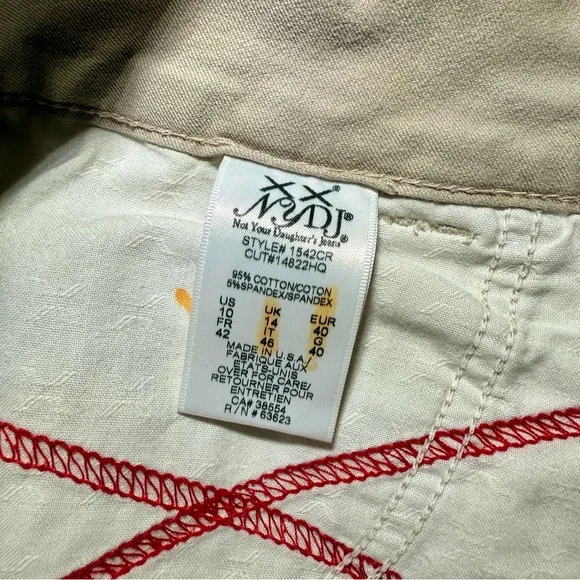 NYDJ®
Not Your Daughter's Jeans®
STYLE# 1542CR
CUT#14822HQ
95% COTTON/COTON
5%SPANDEX/SPANDEX
US UK EUR
10 14 40
FR IT G
42 46 40
MADE IN U.S.A/
FABRIQUE AUX
ETATS-UNIS
OVER FOR CARE/
RETOURNER POUR
ENTRETIEN
CA# 38554
R/N # 63623